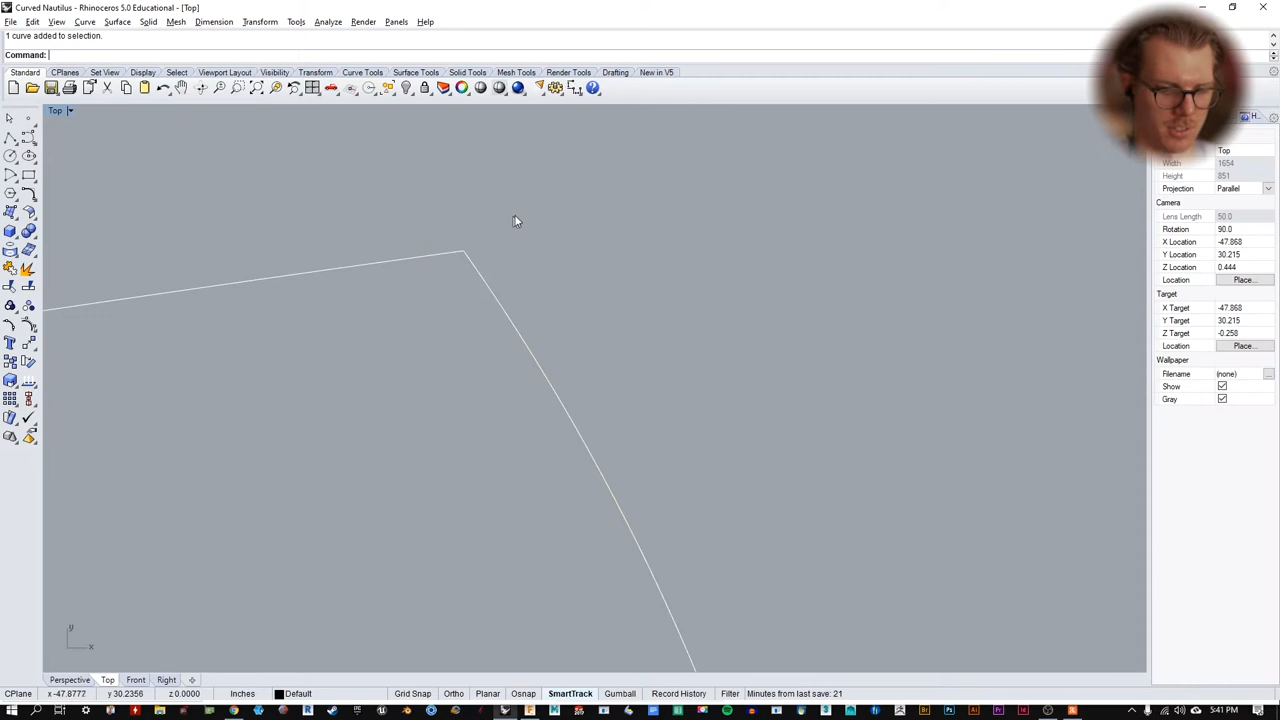 Curved Nautilus - Rhinoceros 5.0 Educational - [Top]
File Edit View Curve Surface Solid Mesh Dimension Transform Tools Analyze Render Panels Help
1 curve added to selection.
Command:
Standard CPlanes Set View Display Select Viewport Layout Visibility Transform Curve Tools Surface Tools Solid Tools Mesh Tools Render Tools Drafting New in V5
Top
H...
Top
Width 1654
Height 851
Projection Parallel
Camera
Lens Length 50.0
Rotation 90.0
X Location -47.868
Y Location 30.215
Z Location 0.444
Location Place...
Target
X Target -47.868
Y Target 30.215
Z Target -0.258
Location Place...
Wallpaper
Filename (none) ...
Show
Gray
y
x
Perspective Top Front Right
CPlane x -47.8772 y 30.2356 z 0.0000 Inches Default Grid Snap Ortho Planar Osnap SmartTrack Gumball Record History Filter Minutes from last save: 21
5:41 PM